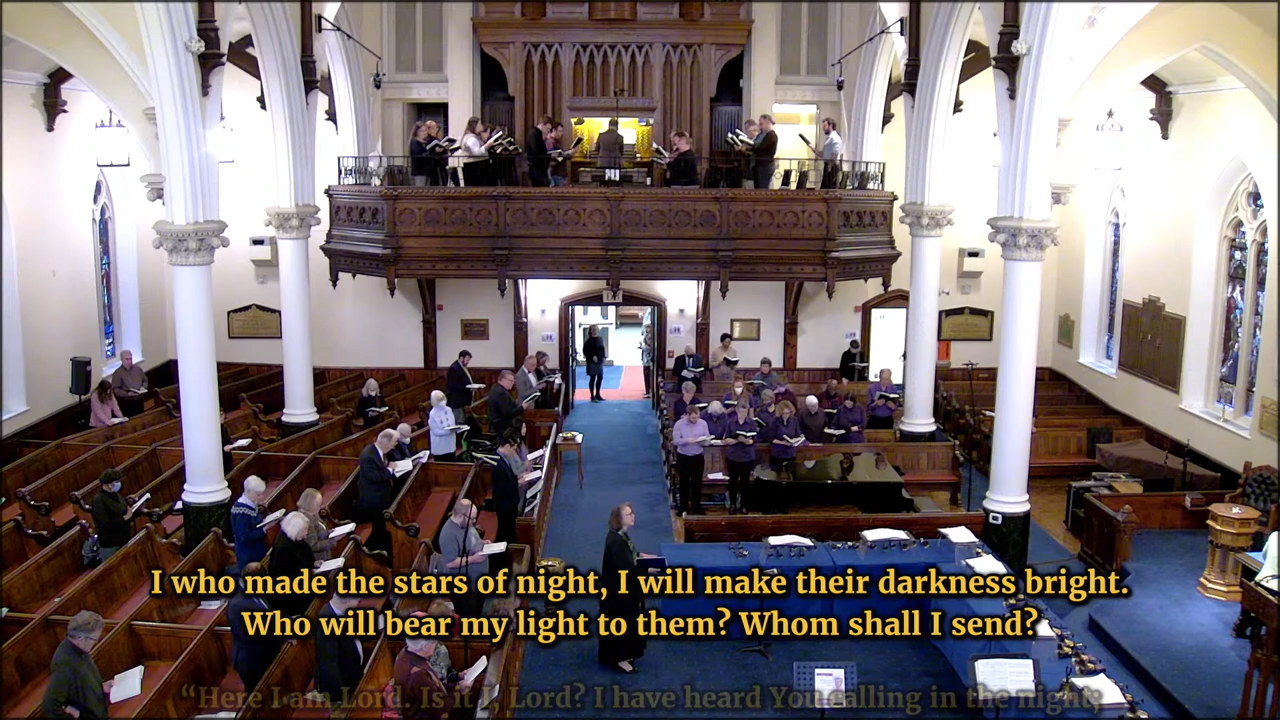 I who made the stars of night, I will make their darkness bright.
Who will bear my light to them? Whom shall I send?
“Here I am Lord. Is it I, Lord? I have heard You calling in the night;